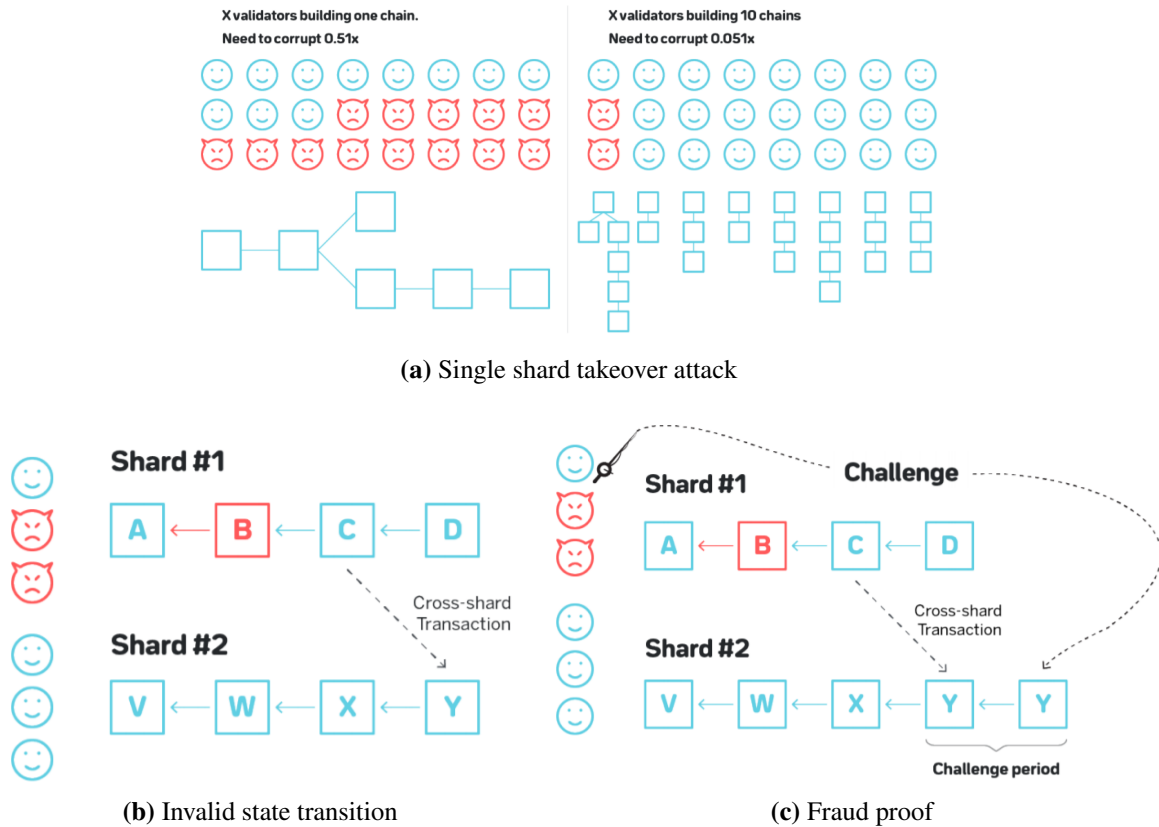 X validators building one chain.
Need to corrupt 0.51x
X validators building 10 chains
Need to corrupt 0.051x
(a) Single shard takeover attack
Shard #1
A B C D
Cross-shard
Transaction
Shard #2
V W X Y
(b) Invalid state transition
Challenge
Shard #1
A B C D
Cross-shard
Transaction
Shard #2
V W X Y Y
Challenge period
(c) Fraud proof